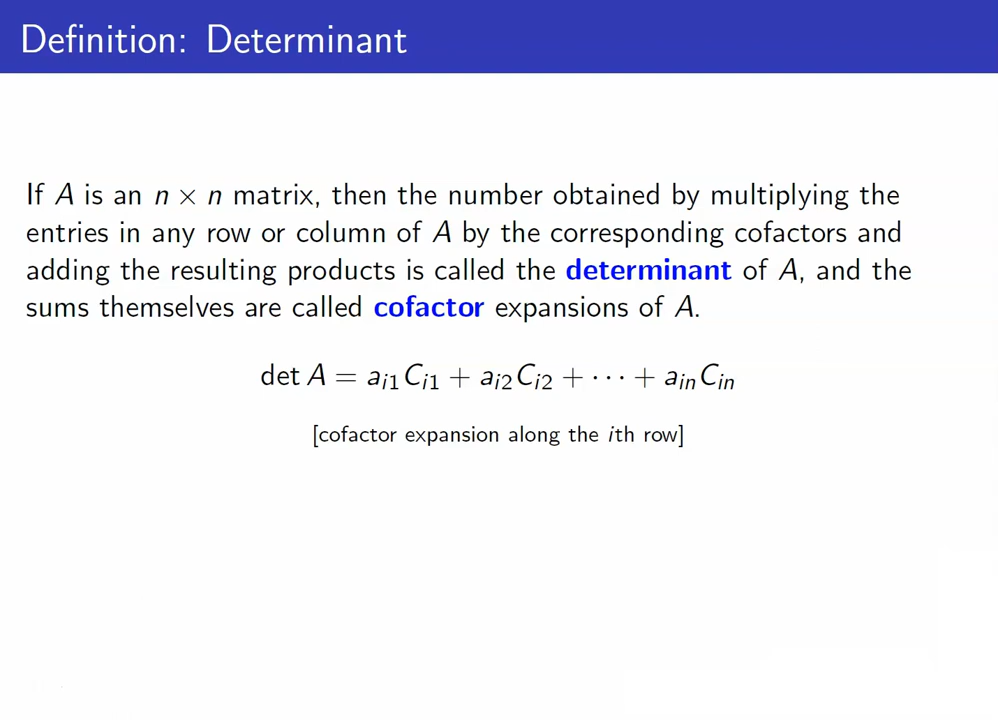 Definition: Determinant
If A is an n × n matrix, then the number obtained by multiplying the
entries in any row or column of A by the corresponding cofactors and
adding the resulting products is called the determinant of A, and the
sums themselves are called cofactor expansions of A.
det A = a_{i1}C_{i1} + a_{i2}C_{i2} + ⋯ + a_{in}C_{in}
[cofactor expansion along the ith row]